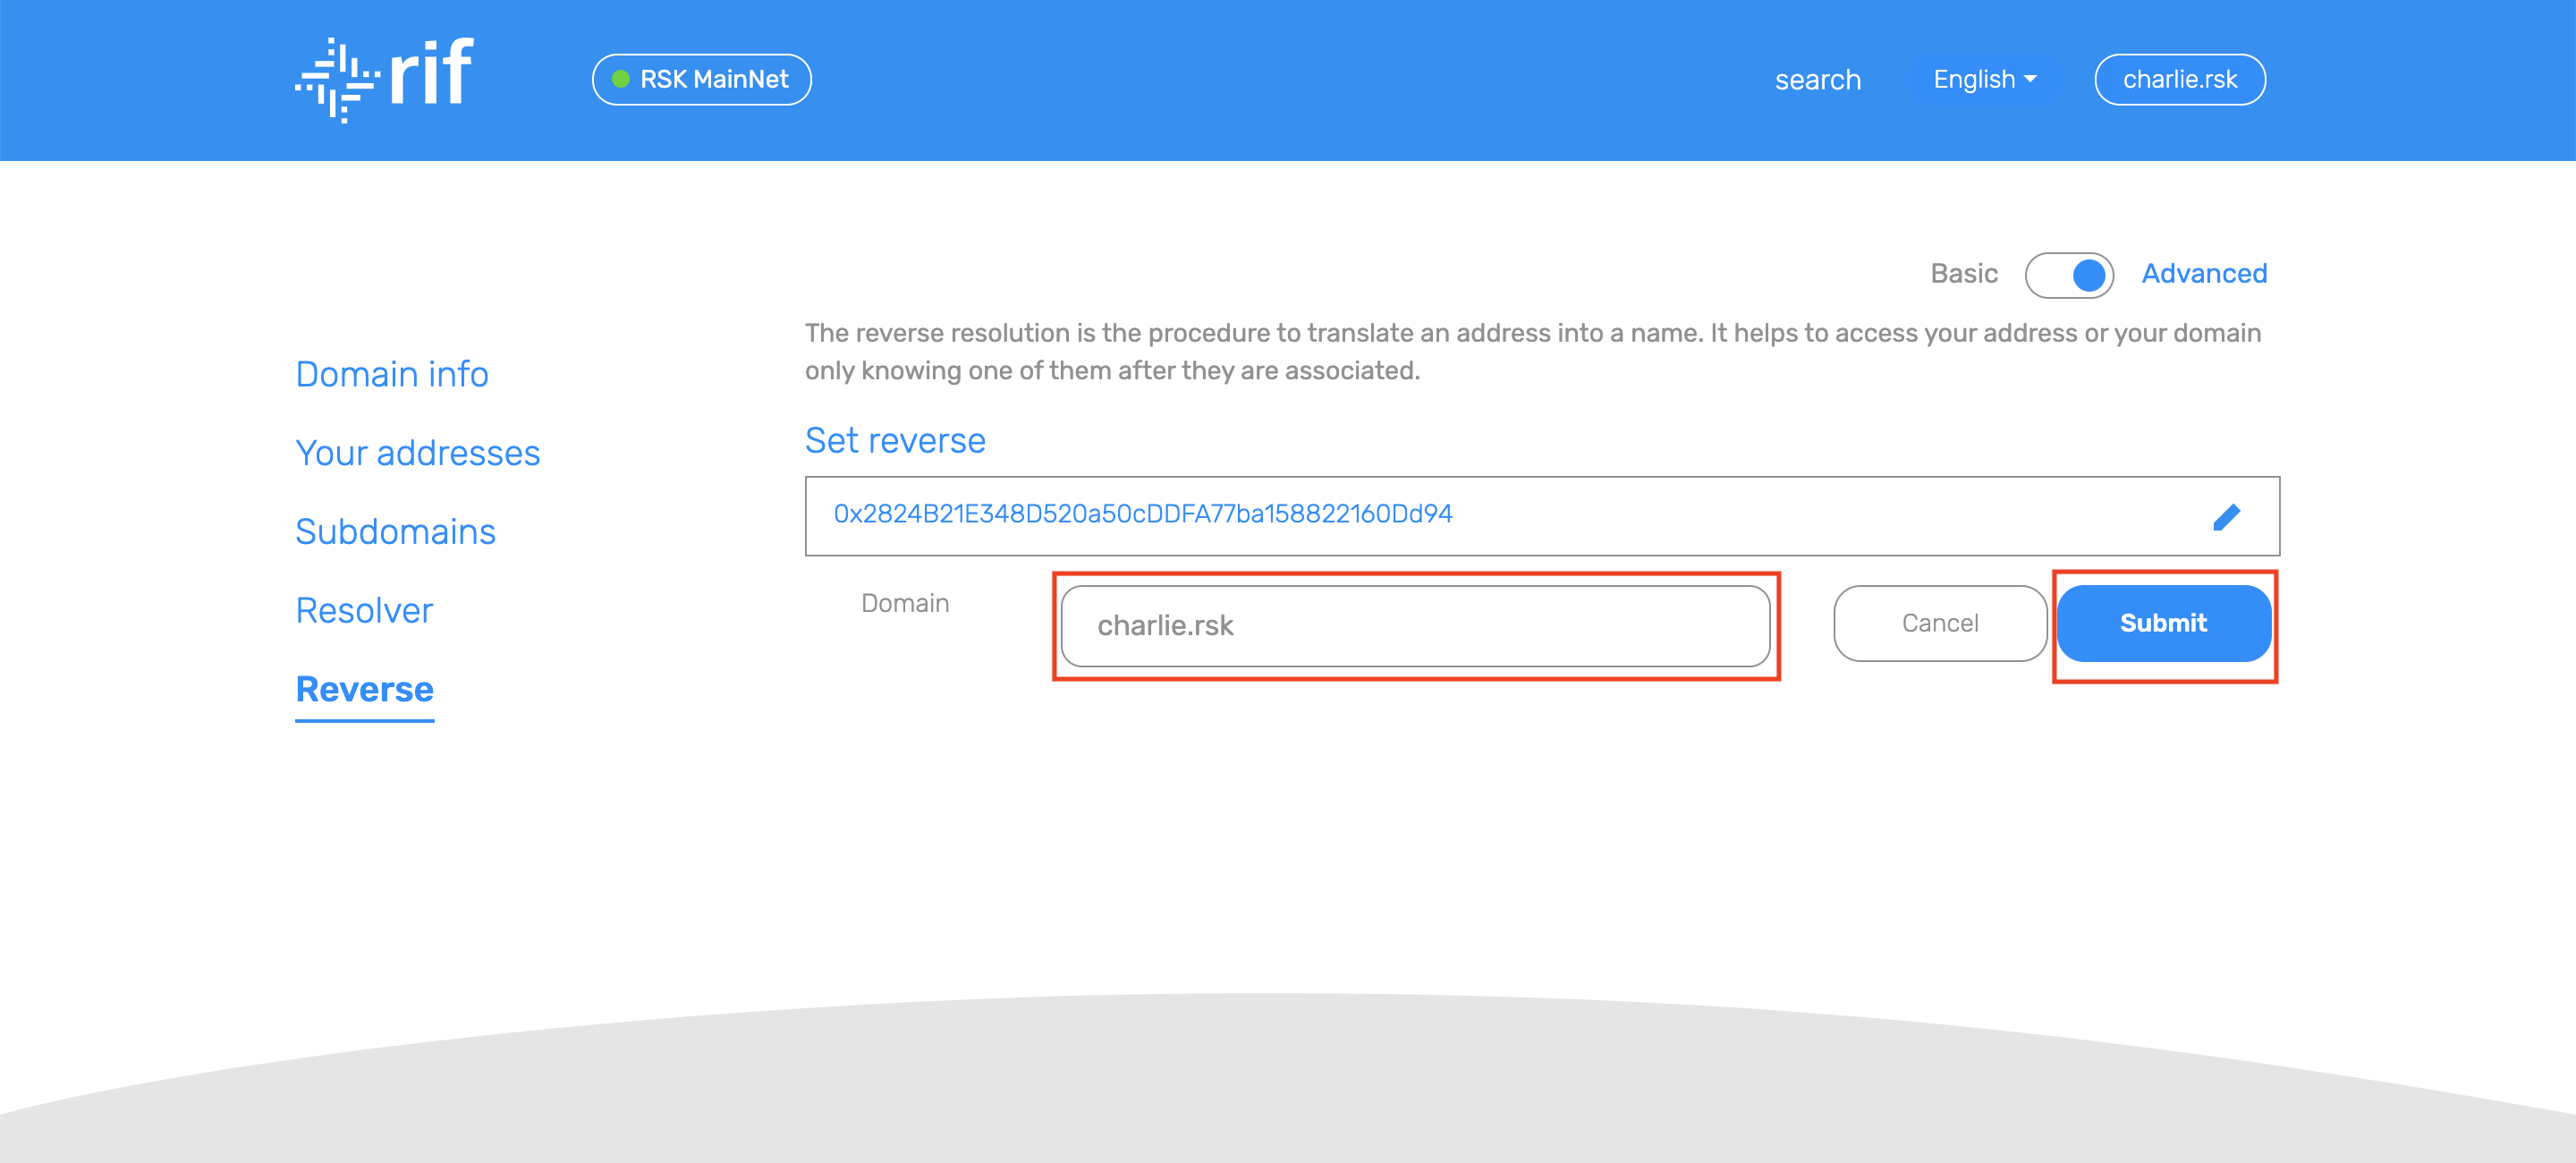 rif
RSK MainNet
search
English
charlie.rsk
Basic
Advanced
The reverse resolution is the procedure to translate an address into a name. It helps to access your address or your domain
only knowing one of them after they are associated.
Domain info
Your addresses
Subdomains
Resolver
Reverse
Set reverse
0x2824B21E348D520a50cDDFA77ba158822160Dd94
Domain
charlie.rsk
Cancel
Submit